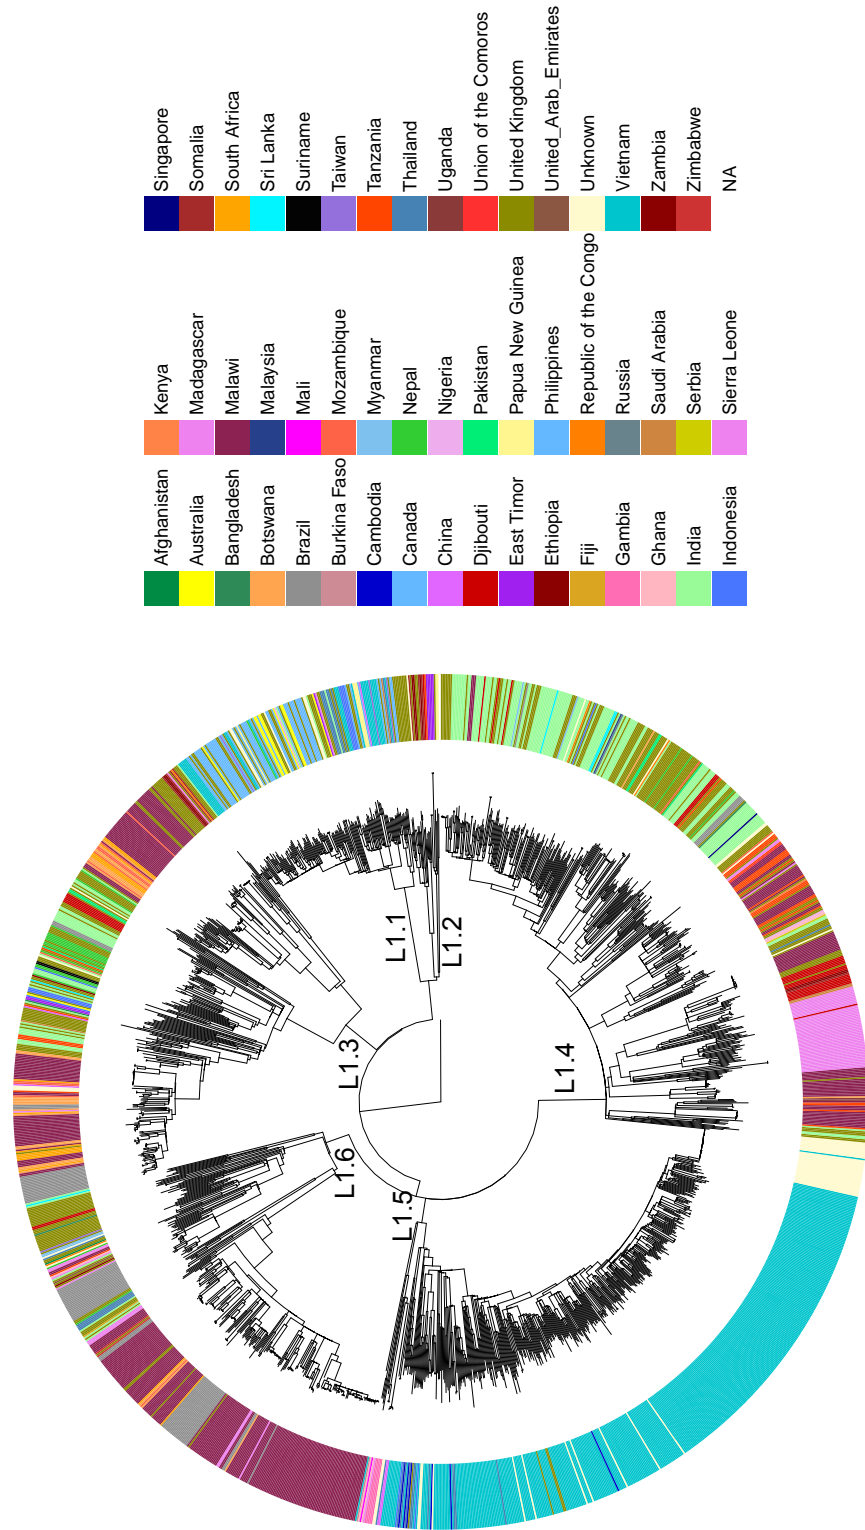 Singapore
Somalia
South Africa
Sri Lanka
Suriname
Taiwan
Tanzania
Thailand
Uganda
Union of the Comoros
United Kingdom
United_Arab_Emirates
Unknown
Vietnam
Zambia
Zimbabwe
NA
Kenya
Madagascar
Malawi
Malaysia
Mali
Mozambique
Myanmar
Nepal
Nigeria
Pakistan
Papua New Guinea
Philippines
Republic of the Congo
Russia
Saudi Arabia
Serbia
Sierra Leone
Afghanistan
Australia
Bangladesh
Botswana
Brazil
Burkina Faso
Cambodia
Canada
China
Djibouti
East Timor
Ethiopia
Fiji
Gambia
Ghana
India
Indonesia
L1.1
L1.2
L1.3
L1.4
L1.6
L1.5